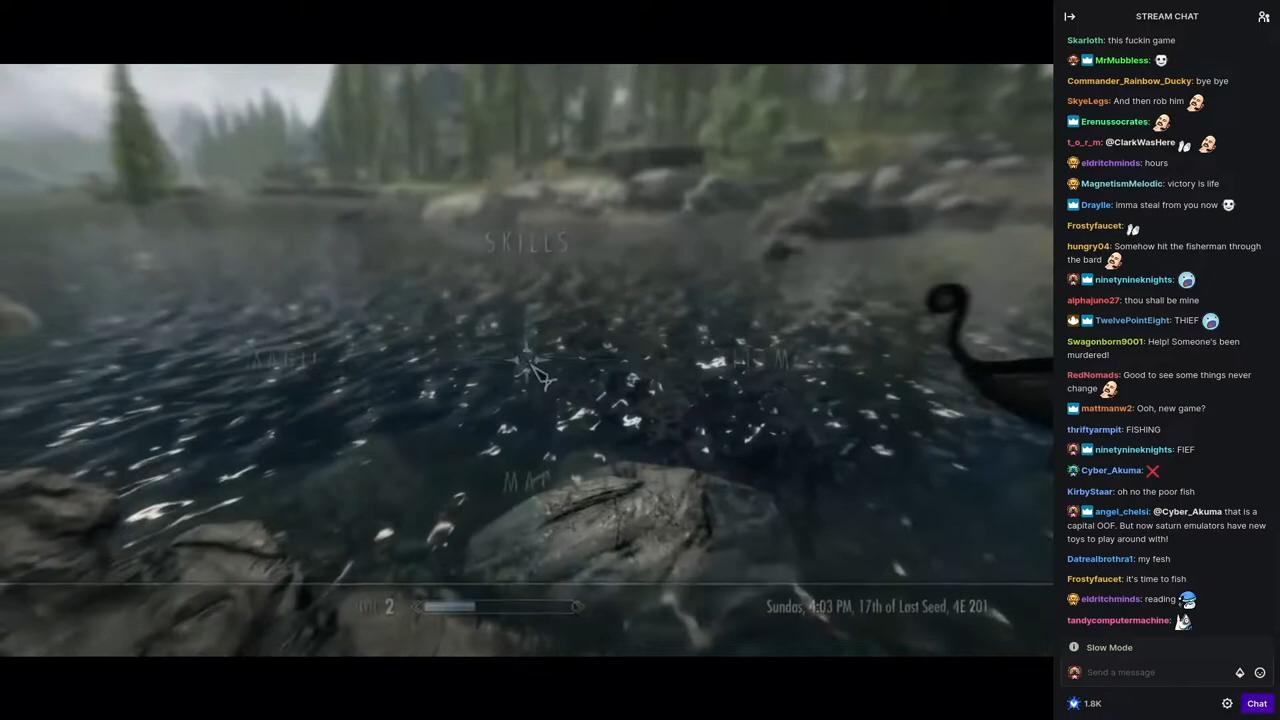 SKILLS
MAGIC
ITEMS
MAP
LEVEL 2
Sundas, 4:03 PM, 17th of Last Seed, 4E 201
STREAM CHAT
Skarloth: this fuckin game
MrMubbless:
Commander_Rainbow_Ducky: bye bye
SkyeLegs: And then rob him
Erenussocrates:
t_o_r_m: @ClarkWasHere
eldritchminds: hours
MagnetismMelodic: victory is life
Draylle: imma steal from you now
Frostyfaucet:
hungry04: Somehow hit the fisherman through
the bard
ninetynineknights:
alphajuno27: thou shall be mine
TwelvePointEight: THIEF
Swagonborn9001: Help! Someone's been
murdered!
RedNomads: Good to see some things never
change
mattmanw2: Ooh, new game?
thriftyarmpit: FISHING
ninetynineknights: FIEF
Cyber_Akuma:
KirbyStaar: oh no the poor fish
angel_chelsi: @Cyber_Akuma that is a
capital OOF. But now saturn emulators have new
toys to play around with!
Datrealbrothra1: my fesh
Frostyfaucet: it's time to fish
eldritchminds: reading
tandycomputermachine:
Slow Mode
Send a message
1.8K
Chat